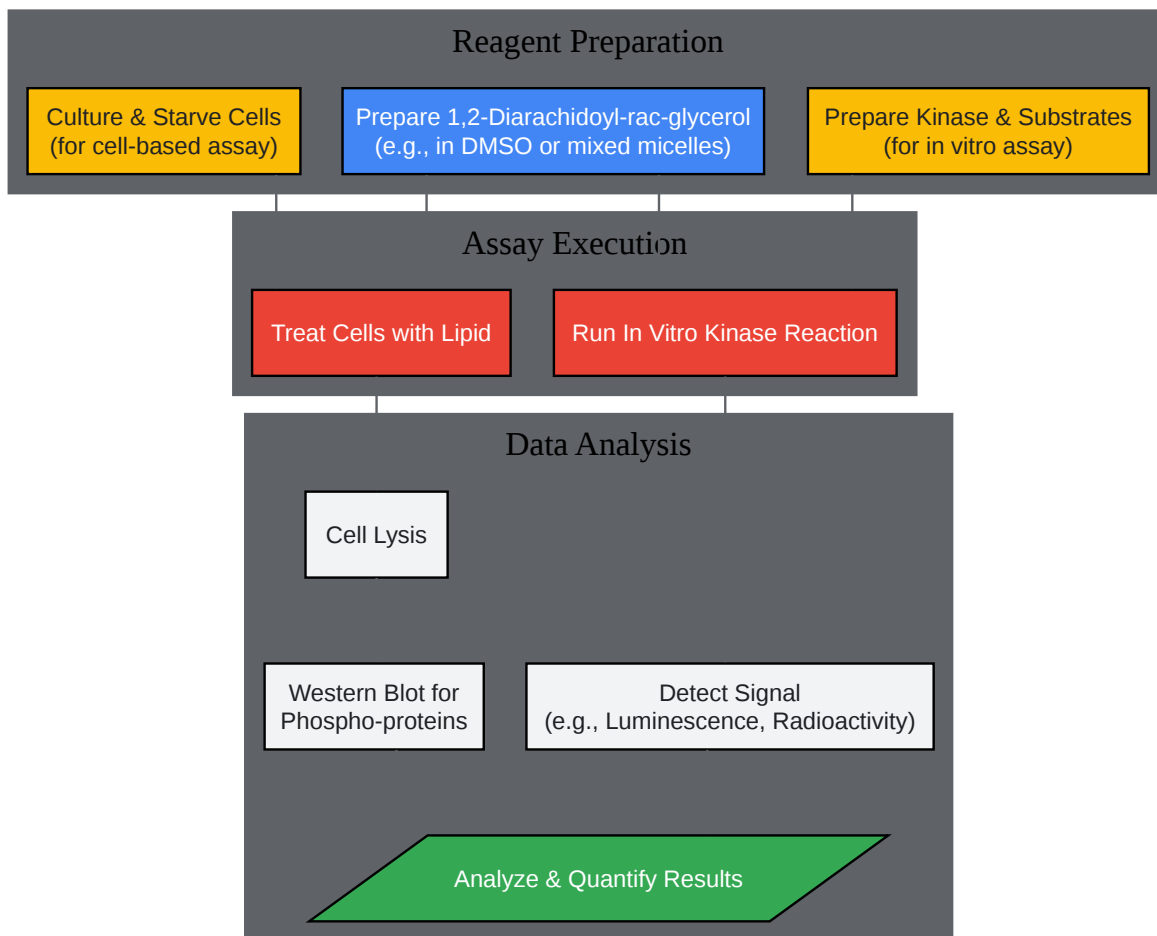 Reagent Preparation
Culture & Starve Cells
(for cell-based assay)
Prepare 1,2-Diarachidoyl-rac-glycerol
(e.g., in DMSO or mixed micelles)
Prepare Kinase & Substrates
(for in vitro assay)
Assay Execution
Treat Cells with Lipid
Run In Vitro Kinase Reaction
Data Analysis
Cell Lysis
Western Blot for
Phospho-proteins
Detect Signal
(e.g., Luminescence, Radioactivity)
Analyze & Quantify Results